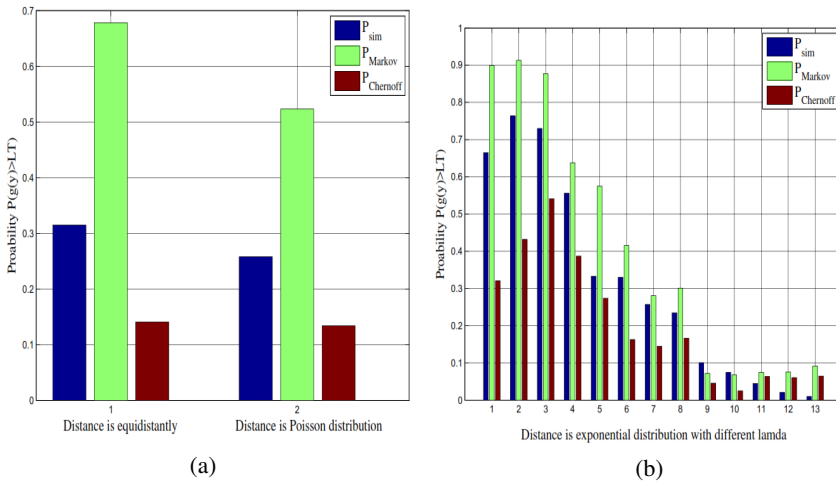 0.7
0.6
0.5
0.4
0.3
0.2
0.1
0
Proability P(g(y)>LT)
P_sim
P_Markov
P_Chernoff
1
2
Distance is equidistantly
Distance is Poisson distribution
(a)
1
0.9
0.8
0.7
0.6
0.5
0.4
0.3
0.2
0.1
0
Proability P(g(y)>LT)
P_sim
P_Markov
P_Chernoff
1 2 3 4 5 6 7 8 9 10 11 12 13
Distance is exponential distribution with different lamda
(b)